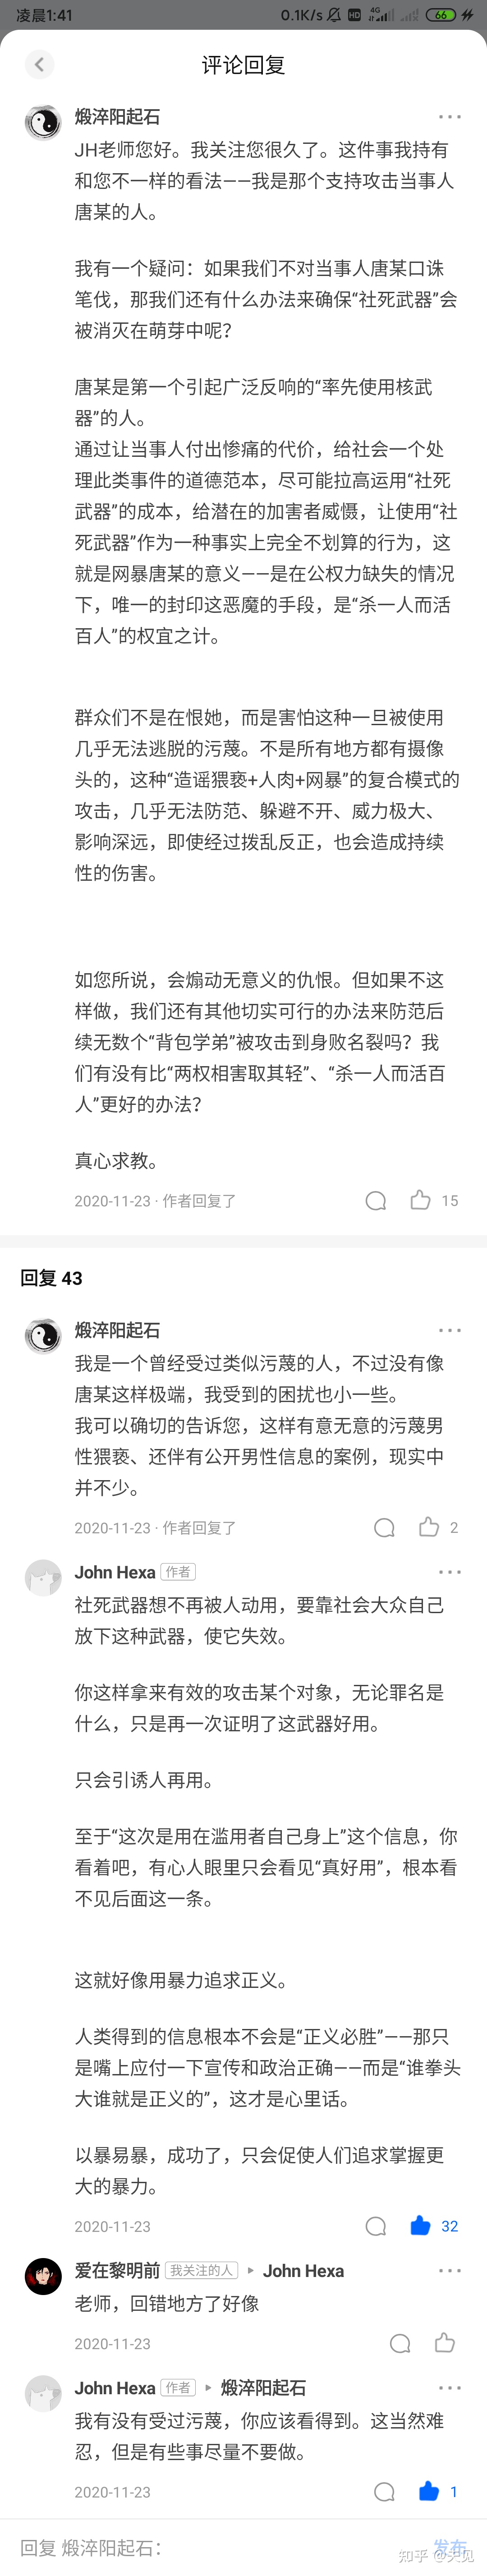 凌晨1:41
0.1K/s
HD
4G
66
评论回复
煅淬阳起石
JH老师您好。我关注您很久了。这件事我持有
和您不一样的看法——我是那个支持攻击当事人
唐某的人。
我有一个疑问：如果我们不对当事人唐某口诛
笔伐，那我们还有什么办法来确保“社死武器”会
被消灭在萌芽中呢？
唐某是第一个引起广泛反响的“率先使用核武
器”的人。
通过让当事人付出惨痛的代价，给社会一个处
理此类事件的道德范本，尽可能拉高运用“社死
武器”的成本，给潜在的加害者威慑，让使用“社
死武器”作为一种事实上完全不划算的行为，这
就是网暴唐某的意义——是在公权力缺失的情况
下，唯一的封印这恶魔的手段，是“杀一人而活
百人”的权宜之计。
群众们不是在恨她，而是害怕这种一旦被使用
几乎无法逃脱的污蔑。不是所有地方都有摄像
头的，这种“造谣猥亵+人肉+网暴”的复合模式的
攻击，几乎无法防范、躲避不开、威力极大、
影响深远，即使经过拨乱反正，也会造成持续
性的伤害。
如您所说，会煽动无意义的仇恨。但如果不这
样做，我们还有其他切实可行的办法来防范后
续无数个“背包学弟”被攻击到身败名裂吗？我
们有没有比“两权相害取其轻”、“杀一人而活百
人”更好的办法？
真心求教。
2020-11-23 · 作者回复了
15
回复 43
煅淬阳起石
我是一个曾经受过类似污蔑的人，不过没有像
唐某这样极端，我受到的困扰也小一些。
我可以确切的告诉您，这样有意无意的污蔑男
性猥亵、还伴有公开男性信息的案例，现实中
并不少。
2020-11-23 · 作者回复了
2
John Hexa 作者
社死武器想不再被人动用，要靠社会大众自己
放下这种武器，使它失效。
你这样拿来有效的攻击某个对象，无论罪名是
什么，只是再一次证明了这武器好用。
只会引诱人再用。
至于“这次是用在滥用者自己身上”这个信息，你
看着吧，有心人眼里只会看见“真好用”，根本看
不见后面这一条。
这就好像用暴力追求正义。
人类得到的信息根本不会是“正义必胜”——那只
是嘴上应付一下宣传和政治正确——而是“谁拳头
大谁就是正义的”，这才是心里话。
以暴易暴，成功了，只会促使人们追求掌握更
大的暴力。
2020-11-23
32
爱在黎明前 我关注的人 John Hexa
老师，回错地方了好像
2020-11-23
John Hexa 作者 煅淬阳起石
我有没有受过污蔑，你应该看得到。这当然难
忍，但是有些事尽量不要做。
2020-11-23
1
回复 煅淬阳起石：
发布
知乎 @天见